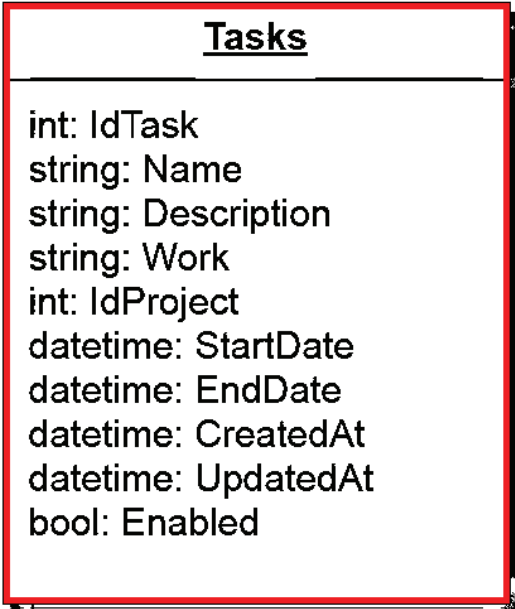 Tasks
int: IdTask
string: Name
string: Description
string: Work
int: IdProject
datetime: StartDate
datetime: EndDate
datetime: CreatedAt
datetime: UpdatedAt
bool: Enabled